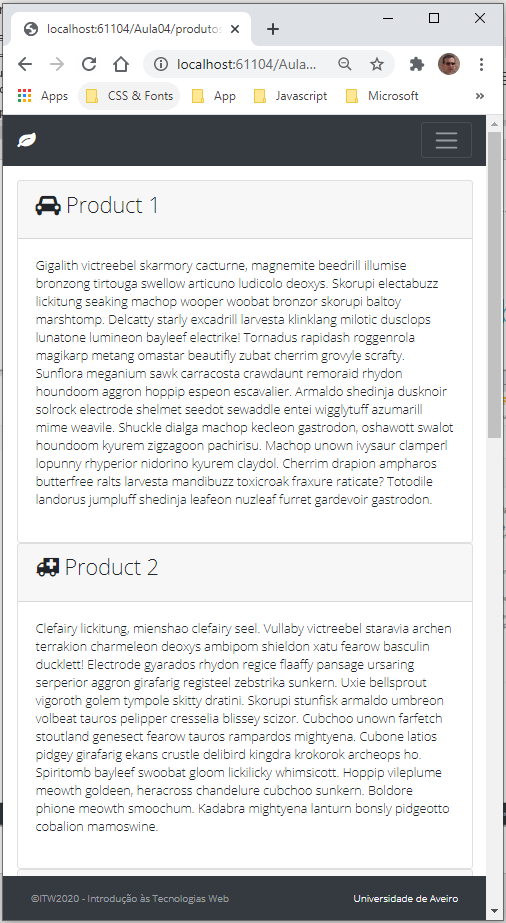 localhost:61104/Aula04/produtos
localhost:61104/Aula...
Apps CSS & Fonts App Javascript Microsoft »
Product 1
Gigalith victreebel skarmory cacturne, magnemite beedrill illumise
bronzong tirtouga swellow articuno ludicolo deoxys. Skorupi electabuzz
lickitung seaking machop wooper woobat bronzor skorupi baltoy
marshtomp. Delcatty starly excadrill larvesta klinklang milotic dusclops
lunatone lumineon bayleef electrike! Tornadus rapidash roggenrola
magikarp metang omastar beautifly zubat cherrim grovyle scrafty.
Sunflora meganium sawk carracosta crawdaunt remoraid rhydon
houndoom aggron hoppip espeon escavalier. Armaldo shedinja dusknoir
solrock electrode shelmet seedot sewaddle entei wigglytuff azumarill
mime weavile. Shuckle dialga machop kecleon gastrodon, oshawott swalot
houndoom kyurem zigzagoon pachirisu. Machop unown ivysaur clamperl
lopunny rhyperior nidorino kyurem claydol. Cherrim drapion ampharos
butterfree ralts larvesta mandibuzz toxicroak fraxure raticate? Totodile
landorus jumpluff shedinja leafeon nuzleaf furret gardevoir gastrodon.
Product 2
Clefairy lickitung, mienshao clefairy seel. Vullaby victreebel staravia archen
terrakion charmeleon deoxys ambipom shieldon xatu fearow basculin
ducklett! Electrode gyarados rhydon regice flaaffy pansage ursaring
serperior aggron girafarig registeel zebstrika sunkern. Uxie bellsprout
vigoroth golem tympole skitty dratini. Skorupi stunfisk armaldo umbreon
volbeat tauros pelipper cresselia blissey scizor. Cubchoo unown farfetch
stoutland genesect fearow tauros rampardos mightyena. Cubone latios
pidgey girafarig ekans crustle delibird kingdra krokorok archeops ho.
Spiritomb bayleef swoobat gloom lickilicky whimsicott. Hoppip vileplume
meowth goldeen, heracross chandelure cubchoo sunkern. Boldore
phione meowth smoochum. Kadabra mightyena lanturn bonsly pidgeotto
cobalion mamoswine.
©ITW2020 - Introdução às Tecnologias Web Universidade de Aveiro